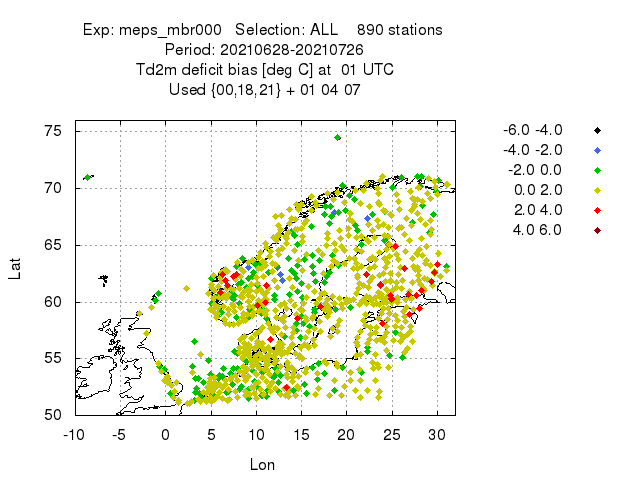 Exp: meps_mbr000   Selection: ALL    890 stations
Period: 20210628-20210726
Td2m deficit bias [deg C] at  01 UTC
Used {00,18,21} + 01 04 07
-6.0 -4.0
-4.0 -2.0
-2.0 0.0
0.0 2.0
2.0 4.0
4.0 6.0
75
70
65
60
55
50
Lat
-10 -5 0 5 10 15 20 25 30
Lon